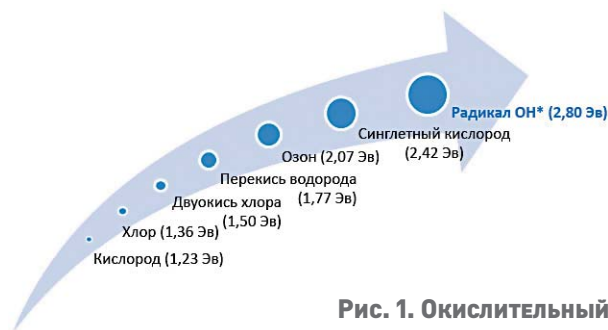 Радикал OH* (2,80 Эв)
Синглетный кислород
(2,42 Эв)
Озон (2,07 Эв)
Перекись водорода
(1,77 Эв)
Двуокись хлора
(1,50 Эв)
Хлор (1,36 Эв)
Кислород (1,23 Эв)
Рис. 1. Окислительный